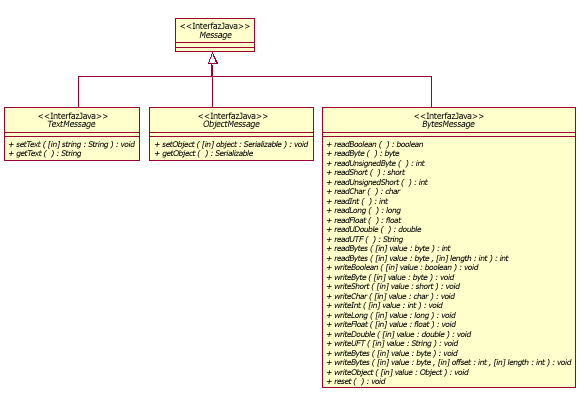 <<InterfazJava>>
Message
<<InterfazJava>>
TextMessage
+ setText ( [in] string : String ) : void
+ getText ( ) : String
<<InterfazJava>>
ObjectMessage
+ setObject ( [in] object : Serializable ) : void
+ getObject ( ) : Serializable
<<InterfazJava>>
BytesMessage
+ readBoolean ( ) : boolean
+ readByte ( ) : byte
+ readUnsignedByte ( ) : int
+ readShort ( ) : short
+ readUnsignedShort ( ) : int
+ readChar ( ) : char
+ readInt ( ) : int
+ readLong ( ) : long
+ readFloat ( ) : float
+ readUDouble ( ) : double
+ readUTF ( ) : String
+ readBytes ( [in] value : byte ) : int
+ readBytes ( [in] value : byte , [in] length : int ) : int
+ writeBoolean ( [in] value : boolean ) : void
+ writeByte ( [in] value : byte ) : void
+ writeShort ( [in] value : short ) : void
+ writeChar ( [in] value : char ) : void
+ writeInt ( [in] value : int ) : void
+ writeLong ( [in] value : long ) : void
+ writeFloat ( [in] value : float ) : void
+ writeDouble ( [in] value : double ) : void
+ writeUFT ( [in] value : String ) : void
+ writeBytes ( [in] value : byte ) : void
+ writeBytes ( [in] value : byte , [in] offset : int , [in] length : int ) : void
+ writeObject ( [in] value : Object ) : void
+ reset ( ) : void